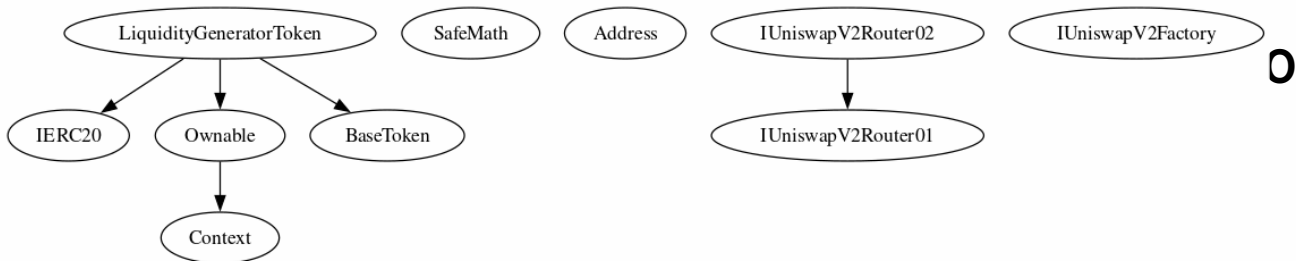 LiquidityGeneratorToken SafeMath Address IUniswapV2Router02 IUniswapV2Factory
IERC20 Ownable BaseToken IUniswapV2Router01
Context